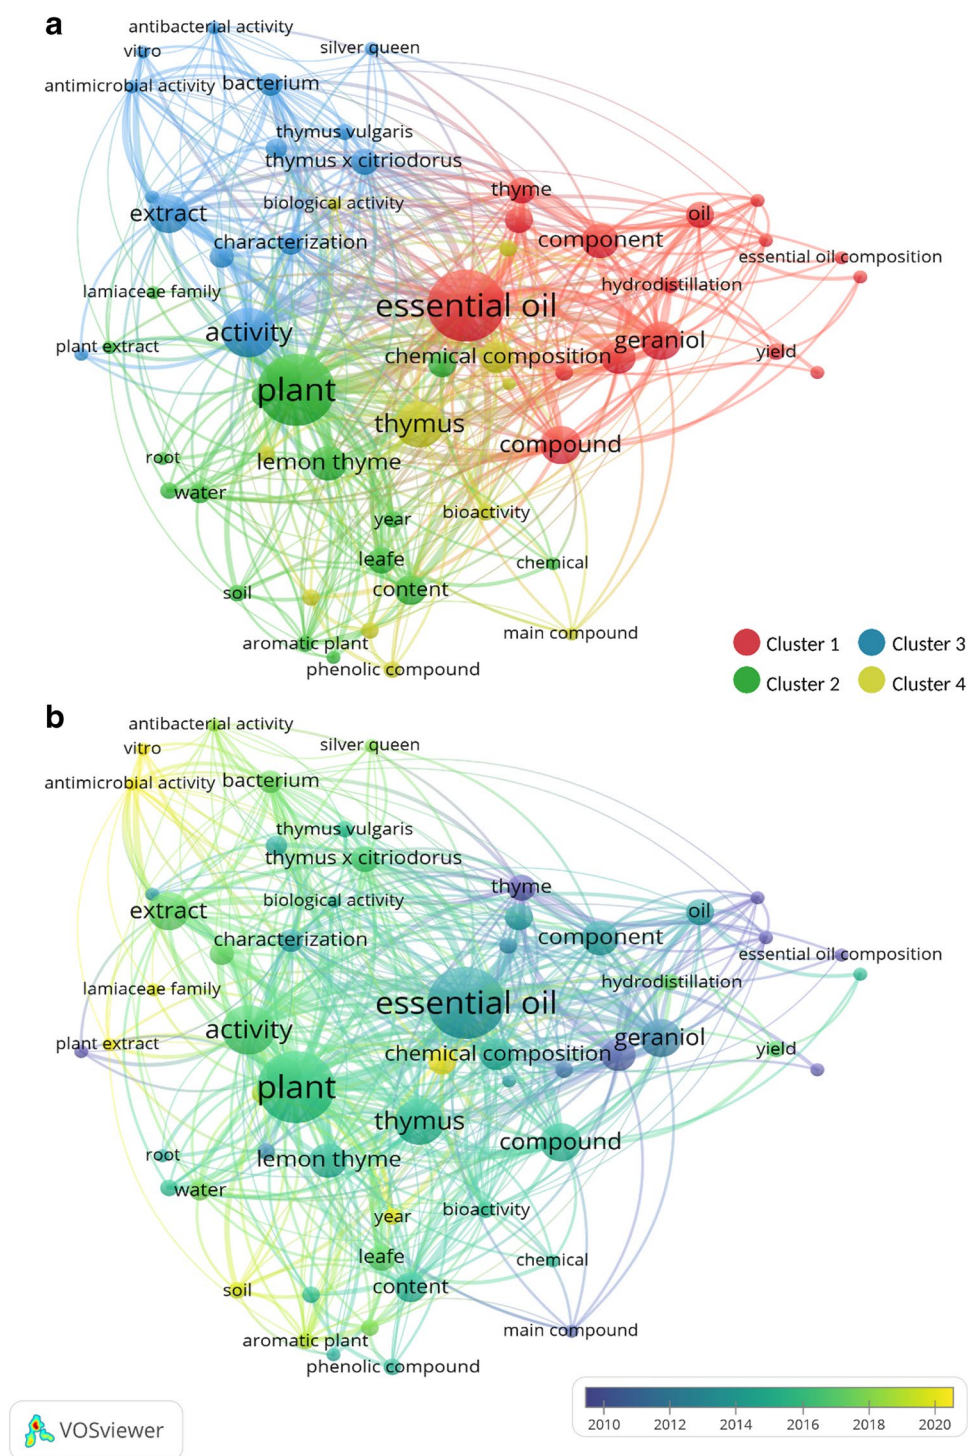 a
antibacterial activity
vitro
silver queen
antimicrobial activity
bacterium
thymus vulgaris
thymus x citriodorus
thyme
biological activity
extract
oil
characterization
component
essential oil composition
hydrodistillation
lamiaceae family
essential oil
activity
geraniol
plant extract
chemical composition
yield
plant
thymus
compound
root
lemon thyme
water
year
bioactivity
leafe
chemical
soil
content
main compound
aromatic plant
phenolic compound
Cluster 1
Cluster 3
Cluster 2
Cluster 4
b
antibacterial activity
vitro
silver queen
antimicrobial activity
bacterium
thymus vulgaris
thymus x citriodorus
thyme
biological activity
extract
oil
characterization
component
essential oil composition
hydrodistillation
lamiaceae family
essential oil
activity
geraniol
plant extract
chemical composition
yield
plant
thymus
compound
root
lemon thyme
water
year
bioactivity
leafe
chemical
soil
content
main compound
aromatic plant
phenolic compound
VOSviewer
2010 2012 2014 2016 2018 2020